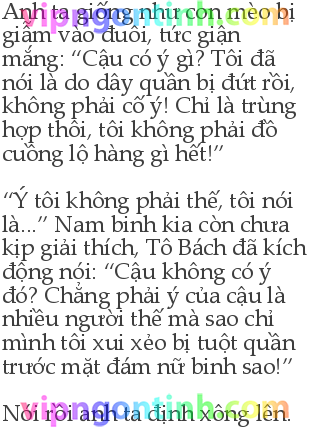 Anh ta giống như con mèo bị
giẫm vào đuôi, tức giận
mắng: “Cậu có ý gì? Tôi đã
nói là do dây quần bị đứt rồi,
không phải cố ý! Chỉ là trùng
hợp thôi, tôi không phải đồ
cuồng lộ hàng gì hết!”
“Ý tôi không phải thế, tôi nói
là...” Nam binh kia còn chưa
kịp giải thích, Tô Bách đã kích
động nói: “Cậu không có ý
đó? Chẳng phải ý của cậu là
nhiều người thế mà sao chỉ
mình tôi xui xẻo bị tuột quần
trước mặt đám nữ binh sao!”
Nói rồi anh ta định xông lên.
vipngontinh.com
vipngontinh.com